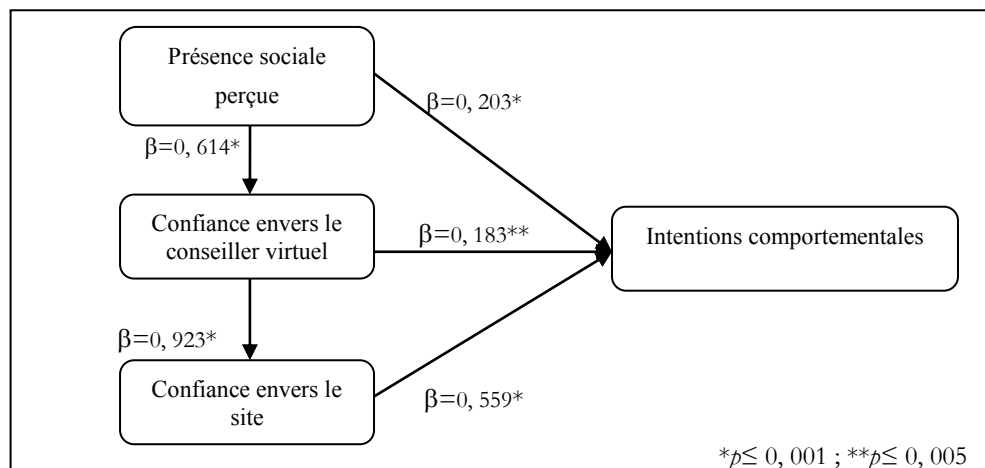 Présence sociale
perçue
β=0, 203*
β=0, 614*
Confiance envers le
conseiller virtuel
β=0, 183**
Intentions comportementales
β=0, 923*
Confiance envers le
site
β=0, 559*
*p≤ 0, 001 ; **p≤ 0, 005